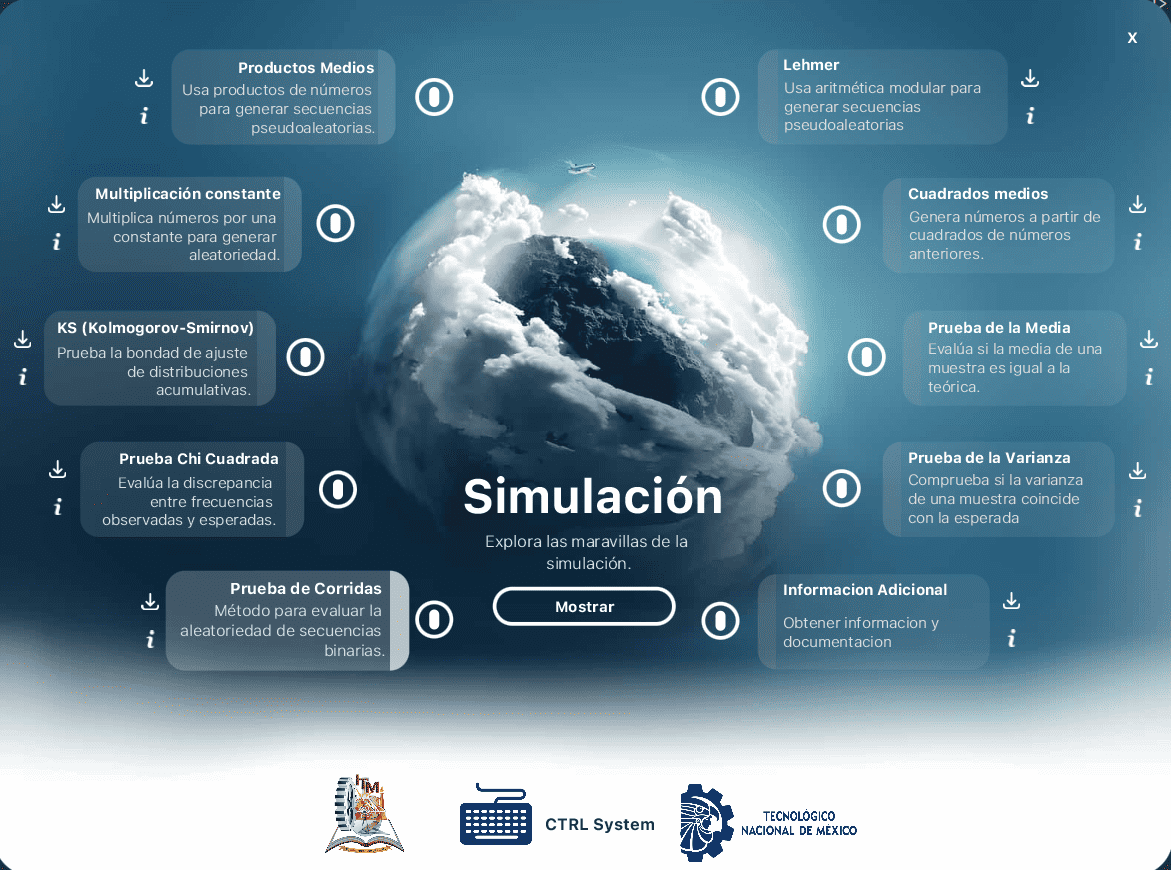 X
Productos Medios
Usa productos de números
para generar secuencias
pseudoaleatorias.
Lehmer
Usa aritmética modular para
generar secuencias
pseudoaleatorias
Multiplicación constante
Multiplica números por una
constante para generar
aleatoriedad.
Cuadrados medios
Genera números a partir de
cuadrados de números
anteriores.
KS (Kolmogorov-Smirnov)
Prueba la bondad de ajuste
de distribuciones
acumulativas.
Prueba de la Media
Evalúa si la media de una
muestra es igual a la
teórica.
Prueba Chi Cuadrada
Evalúa la discrepancia
entre frecuencias
observadas y esperadas.
Prueba de la Varianza
Comprueba si la varianza
de una muestra coincide
con la esperada
Simulación
Explora las maravillas de la
simulación.
Mostrar
Prueba de Corridas
Método para evaluar la
aleatoriedad de secuencias
binarias.
Informacion Adicional
Obtener informacion y
documentacion
ITM
CTRL System
TECNOLÓGICO
NACIONAL DE MÉXICO